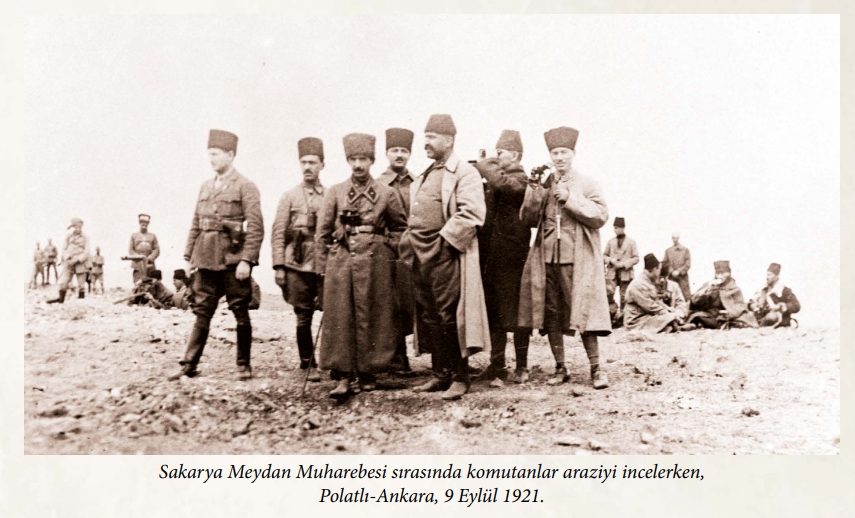 Sakarya Meydan Muharebesi sırasında komutanlar araziyi incelerken,
Polatlı-Ankara, 9 Eylül 1921.